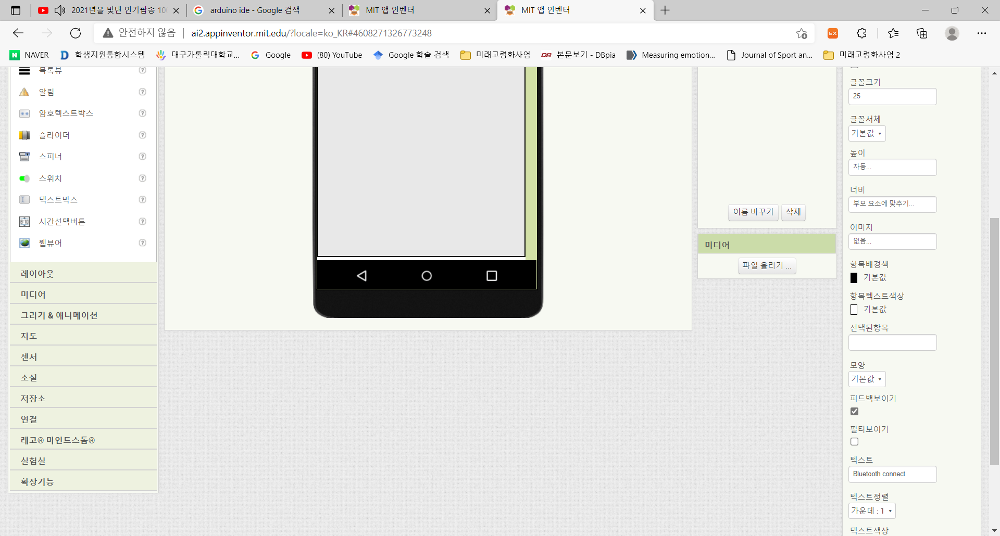 2021년을 빛낸 인기팝송 10
arduino ide - Google 검색
MIT 앱 인벤터
MIT 앱 인벤터
안전하지 않음
ai2.appinventor.mit.edu/?locale=ko_KR#4608271326773248
EX
N NAVER
D 학생지원통합시스템
대구가톨릭대학교...
G Google
(80) YouTube
Google 학술 검색
미래고령화사업
DB 본문보기 - DBpia
Measuring emotion...
Journal of Sport an...
미래고령화사업 2
목록뷰 ?
알림 ?
암호텍스트박스 ?
슬라이더 ?
스피너 ?
스위치 ?
텍스트박스 ?
시간선택버튼 ?
웹뷰어 ?
레이아웃
미디어
그리기 & 애니메이션
지도
센서
소셜
저장소
연결
레고® 마인드스톰®
실험실
확장기능
이름 바꾸기 삭제
미디어
파일 올리기 ...
글꼴크기
25
글꼴서체
기본값
높이
자동...
너비
부모 요소에 맞추기...
이미지
없음...
항목배경색
기본값
항목텍스트색상
기본값
선택된항목
모양
기본값
피드백보이기
필터보이기
텍스트
Bluetooth connect
텍스트정렬
가운데 : 1
텍스트색상